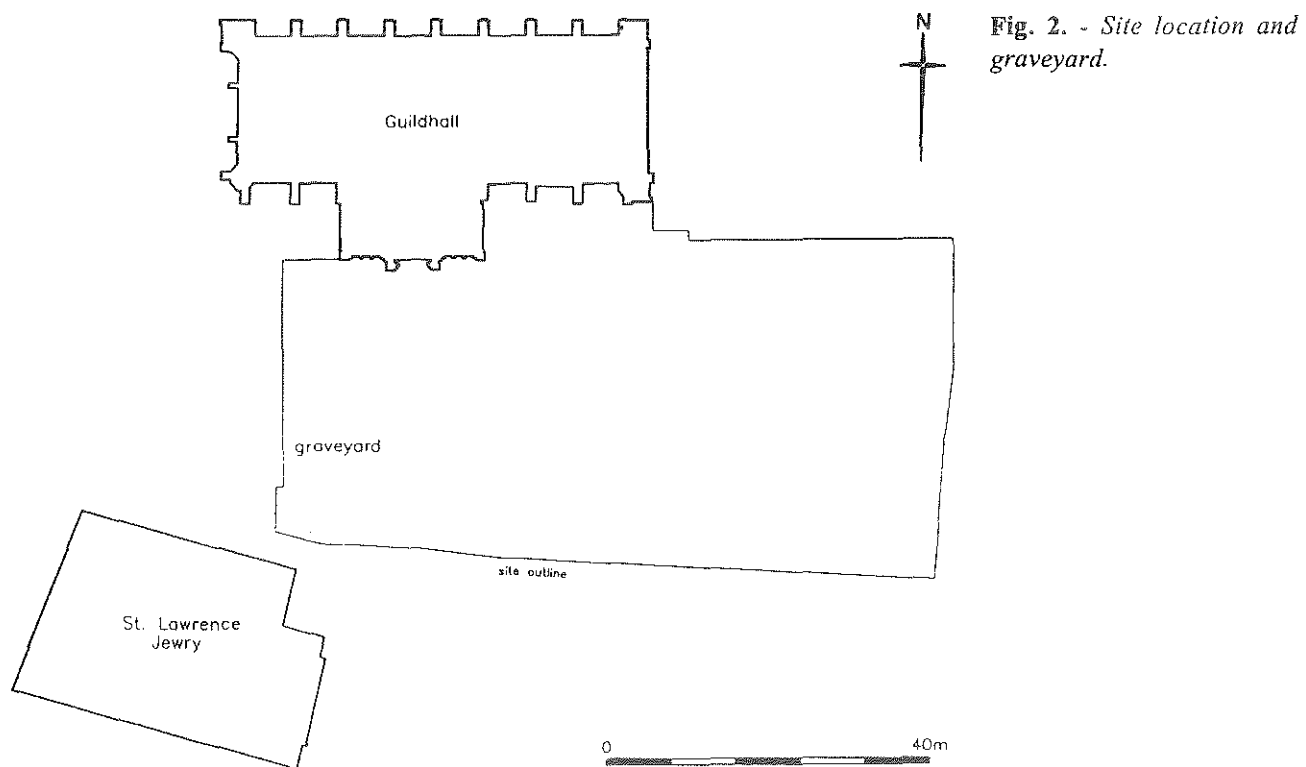 N
Fig. 2. - Site location and
graveyard.
Guildhall
graveyard
site outline
St. Lawrence
Jewry
0 40m